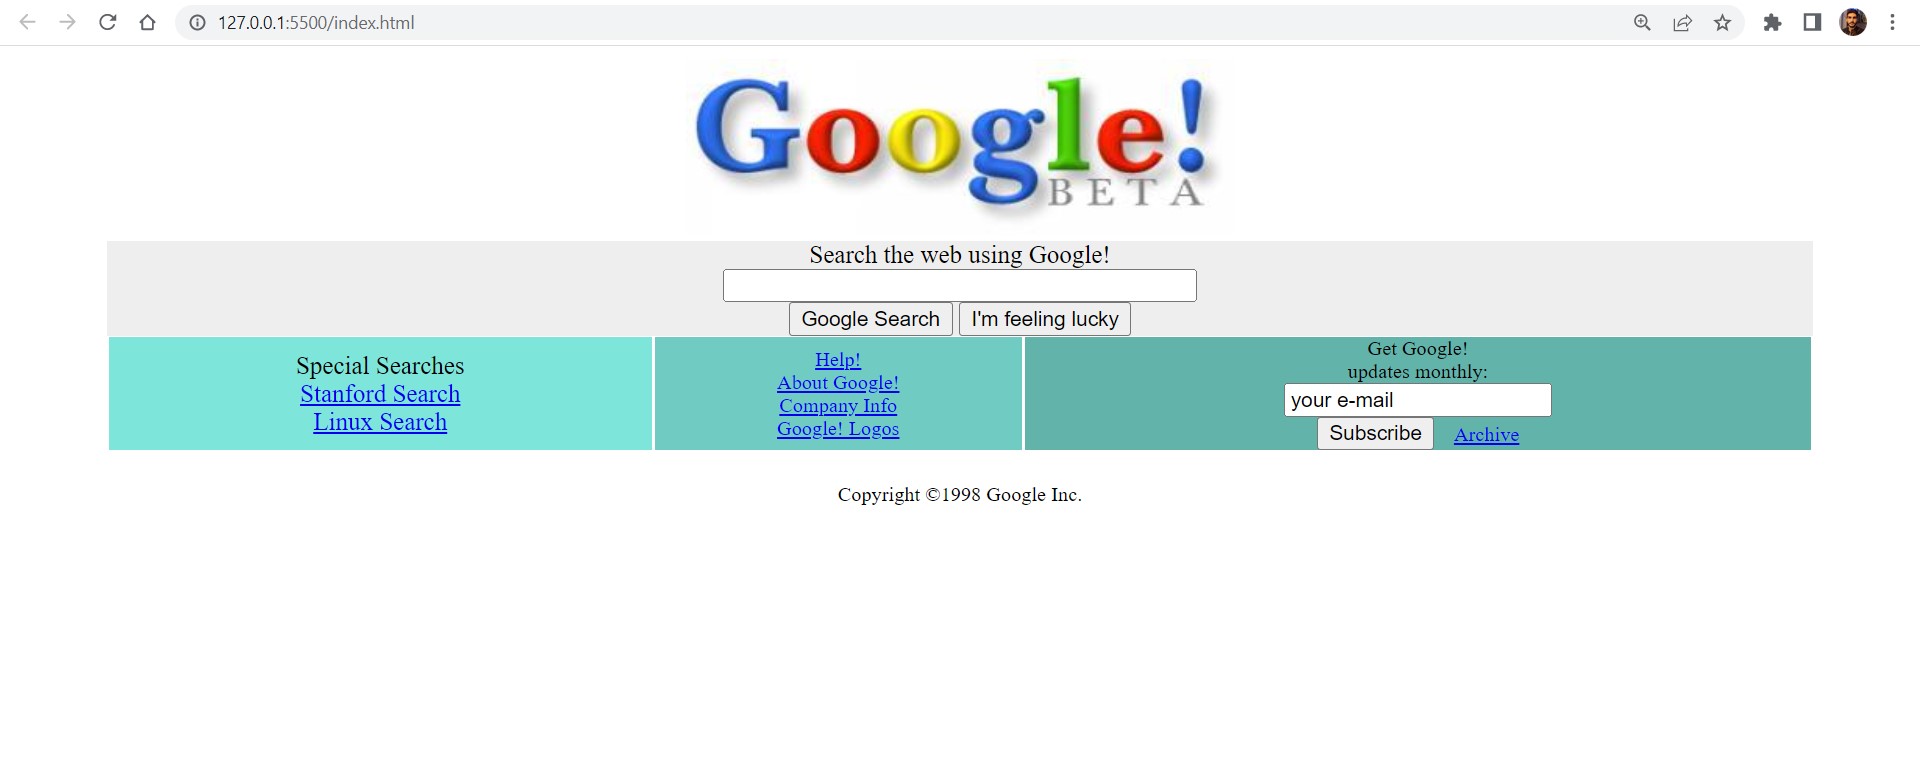 127.0.0.1:5500/index.html
Google!
BETA
Search the web using Google!
Google Search I'm feeling lucky
Special Searches
Stanford Search
Linux Search
Help!
About Google!
Company Info
Google! Logos
Get Google!
updates monthly:
your e-mail
Subscribe Archive
Copyright ©1998 Google Inc.